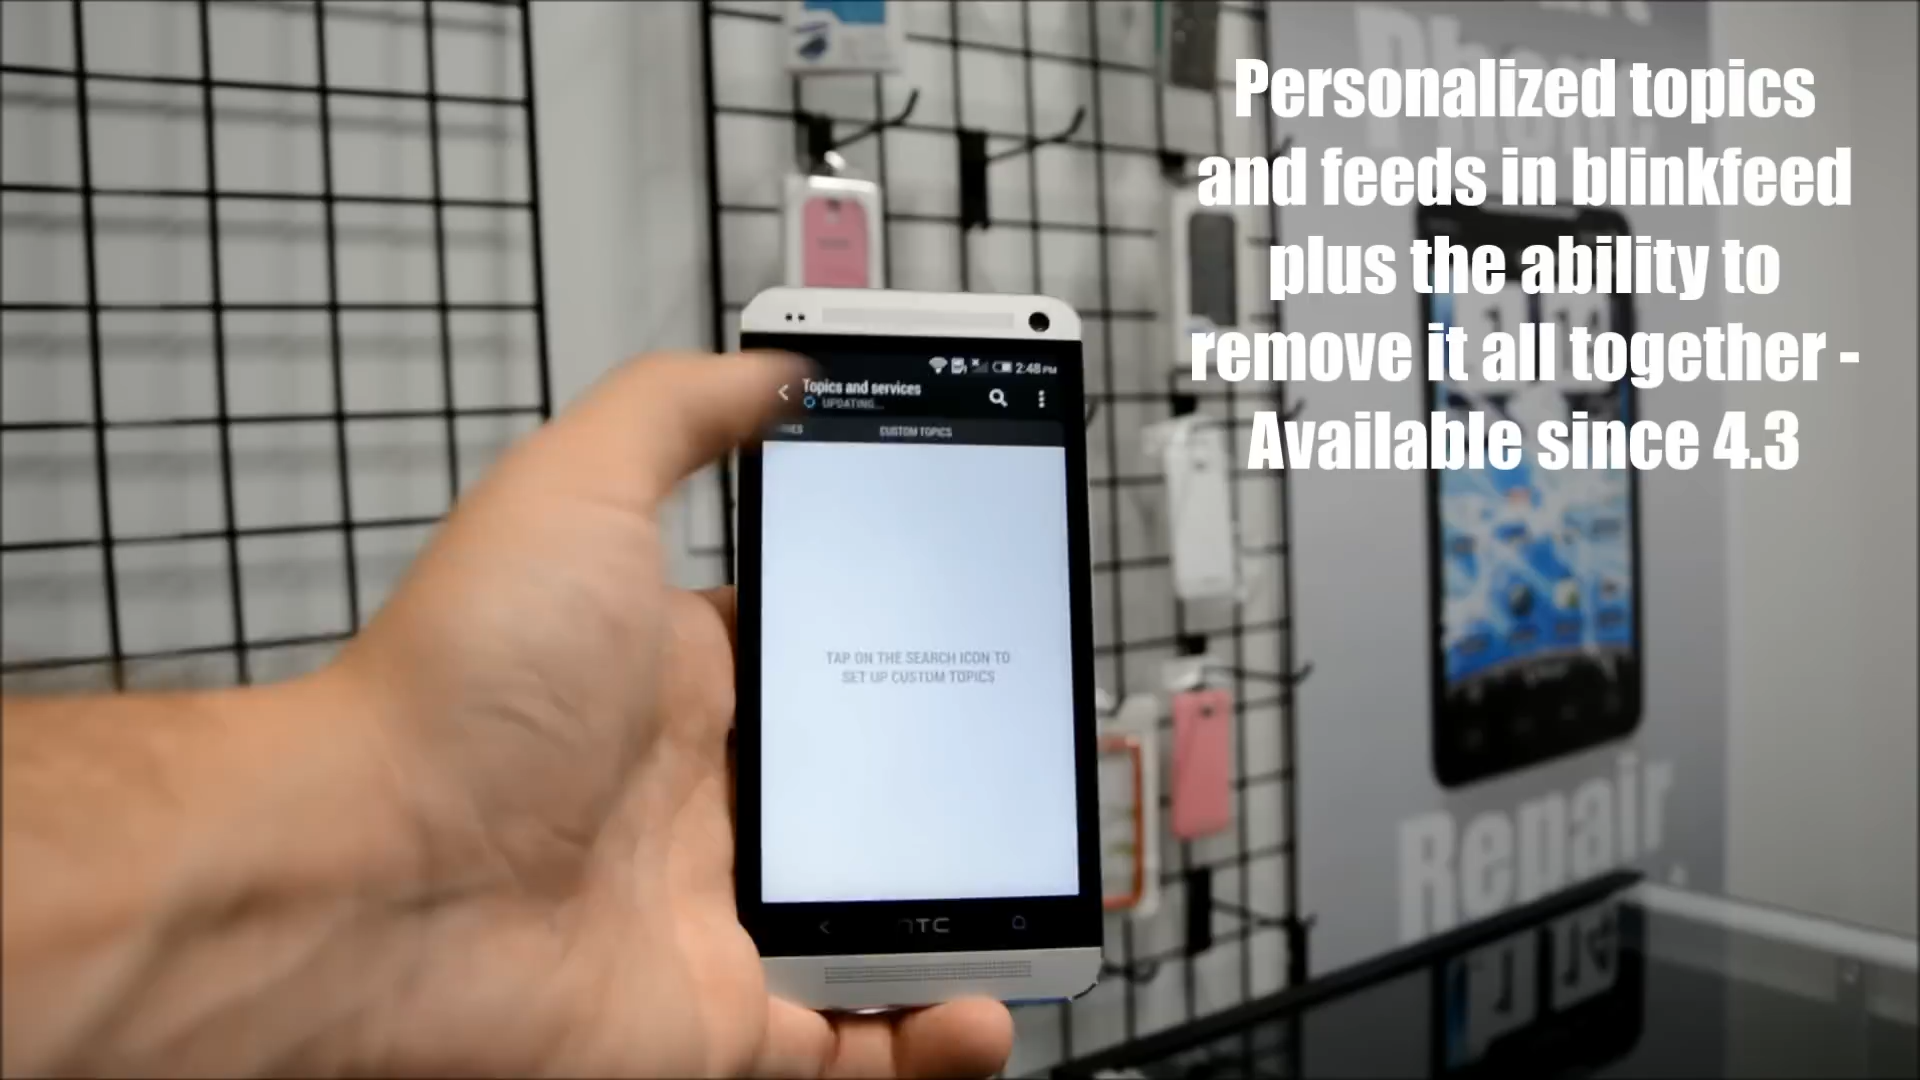 Personalized topics
and feeds in blinkfeed
plus the ability to
remove it all together -
Available since 4.3
Phone
2:48 PM
Topics and services
UPDATING...
CUSTOM TOPICS
TAP ON THE SEARCH ICON TO
SET UP CUSTOM TOPICS
HTC
Repair